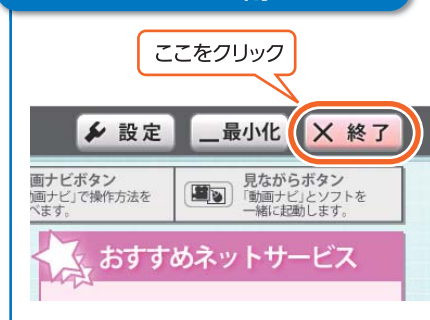 ここをクリック
設定
最小化
終了
画ナビボタン
動画ナビ」で操作方法を
べます。
見ながらボタン
「動画ナビ」とソフトを
一緒に起動します。
おすすめネットサービス